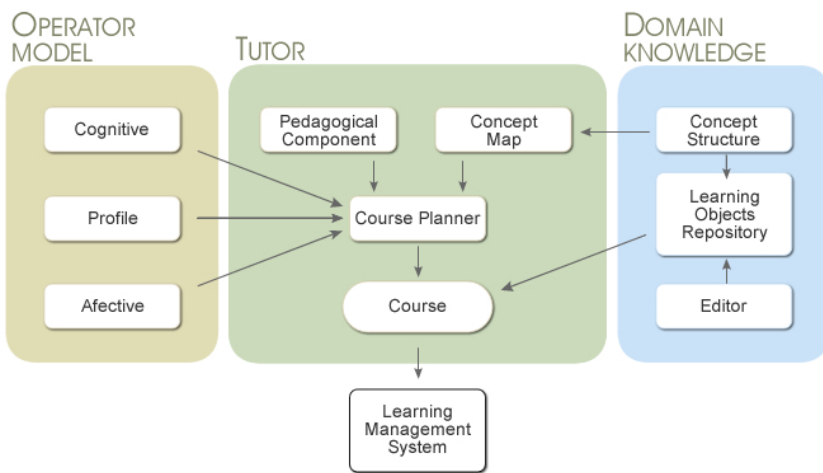 OPERATOR
MODEL
Cognitive
Profile
Afective
TUTOR
Pedagogical
Component
Concept
Map
Course Planner
Course
Learning
Management
System
DOMAIN
KNOWLEDGE
Concept
Structure
Learning
Objects
Repository
Editor